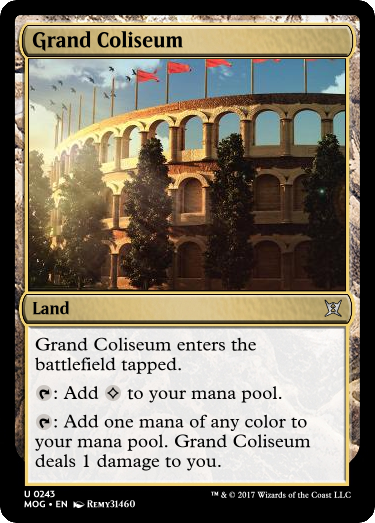 Grand Coliseum
Land
Grand Coliseum enters the
battlefield tapped.
: Add to your mana pool.
: Add one mana of any color to
your mana pool. Grand Coliseum
deals 1 damage to you.
U 0243
MOG • EN Remy31460
™ & © 2017 Wizards of the Coast LLC